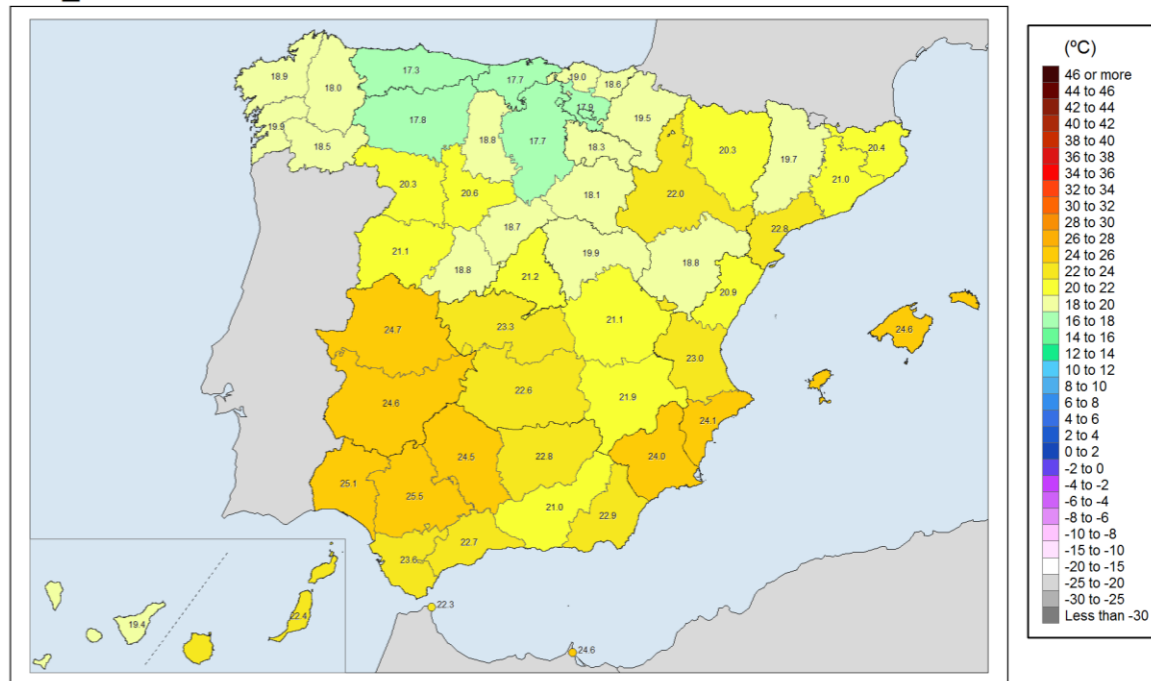 18.9
18.0
17.3
17.7
19.0
18.6
17.9
19.5
19.9
18.5
17.8
18.8
17.7
18.3
20.3
19.7
20.4
21.0
20.3
20.6
18.1
22.0
22.8
18.7
21.1
18.8
21.2
19.9
18.8
20.9
24.7
23.3
21.1
23.0
24.6
24.6
22.6
21.9
24.1
24.5
22.8
24.0
25.1
25.5
21.0
22.9
23.6
22.7
22.3
24.6
19.4
22.4
(ºC)
46 or more
44 to 46
42 to 44
40 to 42
38 to 40
36 to 38
34 to 36
32 to 34
30 to 32
28 to 30
26 to 28
24 to 26
22 to 24
20 to 22
18 to 20
16 to 18
14 to 16
12 to 14
10 to 12
8 to 10
6 to 8
4 to 6
2 to 4
0 to 2
-2 to 0
-4 to -2
-6 to -4
-8 to -6
-10 to -8
-15 to -10
-20 to -15
-25 to -20
-30 to -25
Less than -30